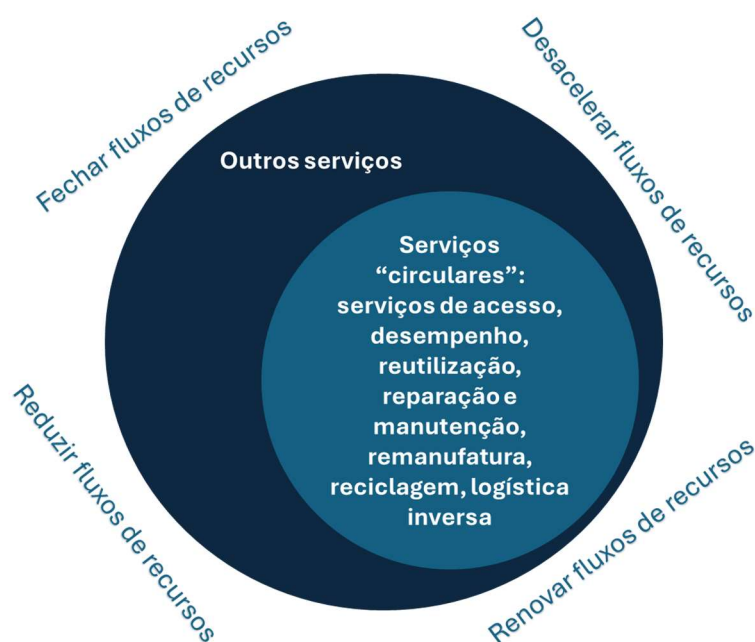 Fechar fluxos de recursos
Desacelerar fluxos de recursos
Outros serviços
Serviços
“circulares”:
serviços de acesso,
desempenho,
reutilização,
reparação e
manutenção,
remanufatura,
reciclagem, logística
inversa
Reduzir fluxos de recursos
Renovar fluxos de recursos